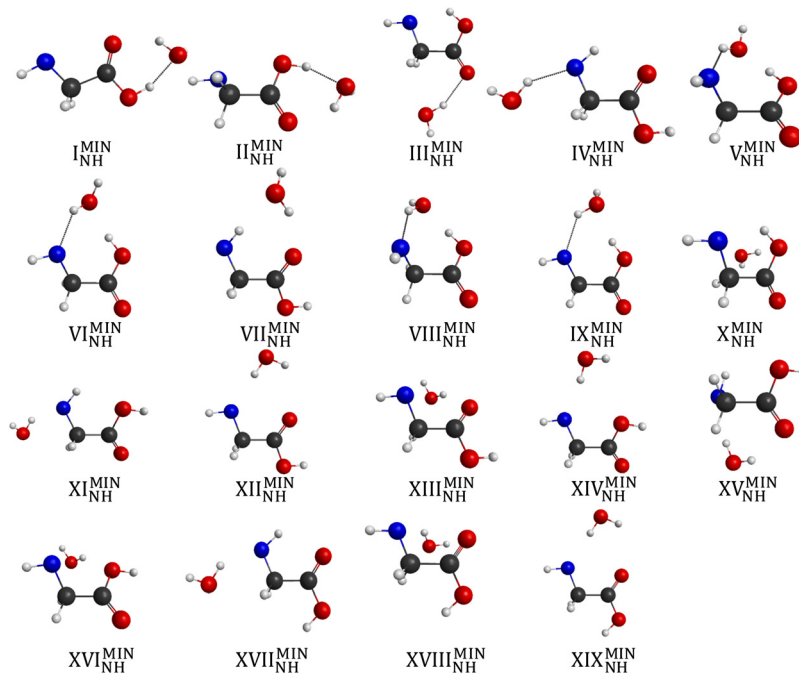 I MIN NH II MIN NH III MIN NH IV MIN NH V MIN NH
VI MIN NH VII MIN NH VIII MIN NH IX MIN NH X MIN NH
XI MIN NH XII MIN NH XIII MIN NH XIV MIN NH XV MIN NH
XVI MIN NH XVII MIN NH XVIII MIN NH XIX MIN NH